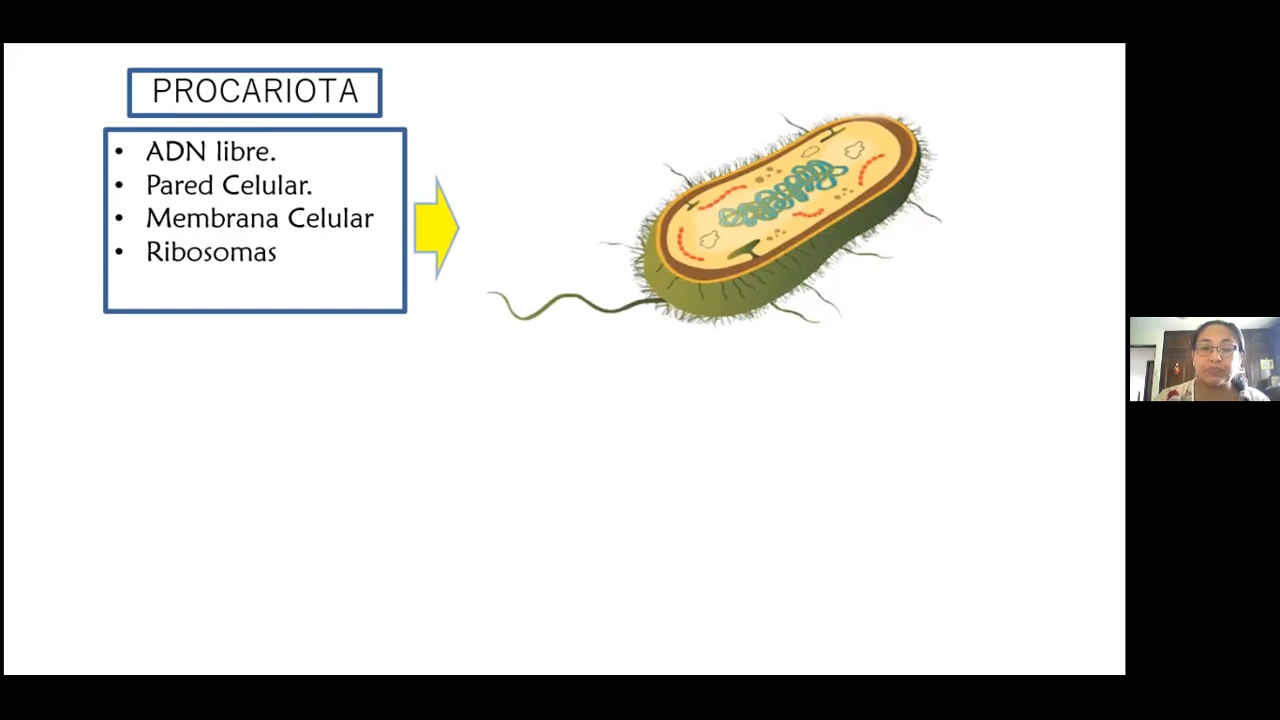 PROCARIOTA
• ADN libre.
• Pared Celular.
• Membrana Celular
• Ribosomas